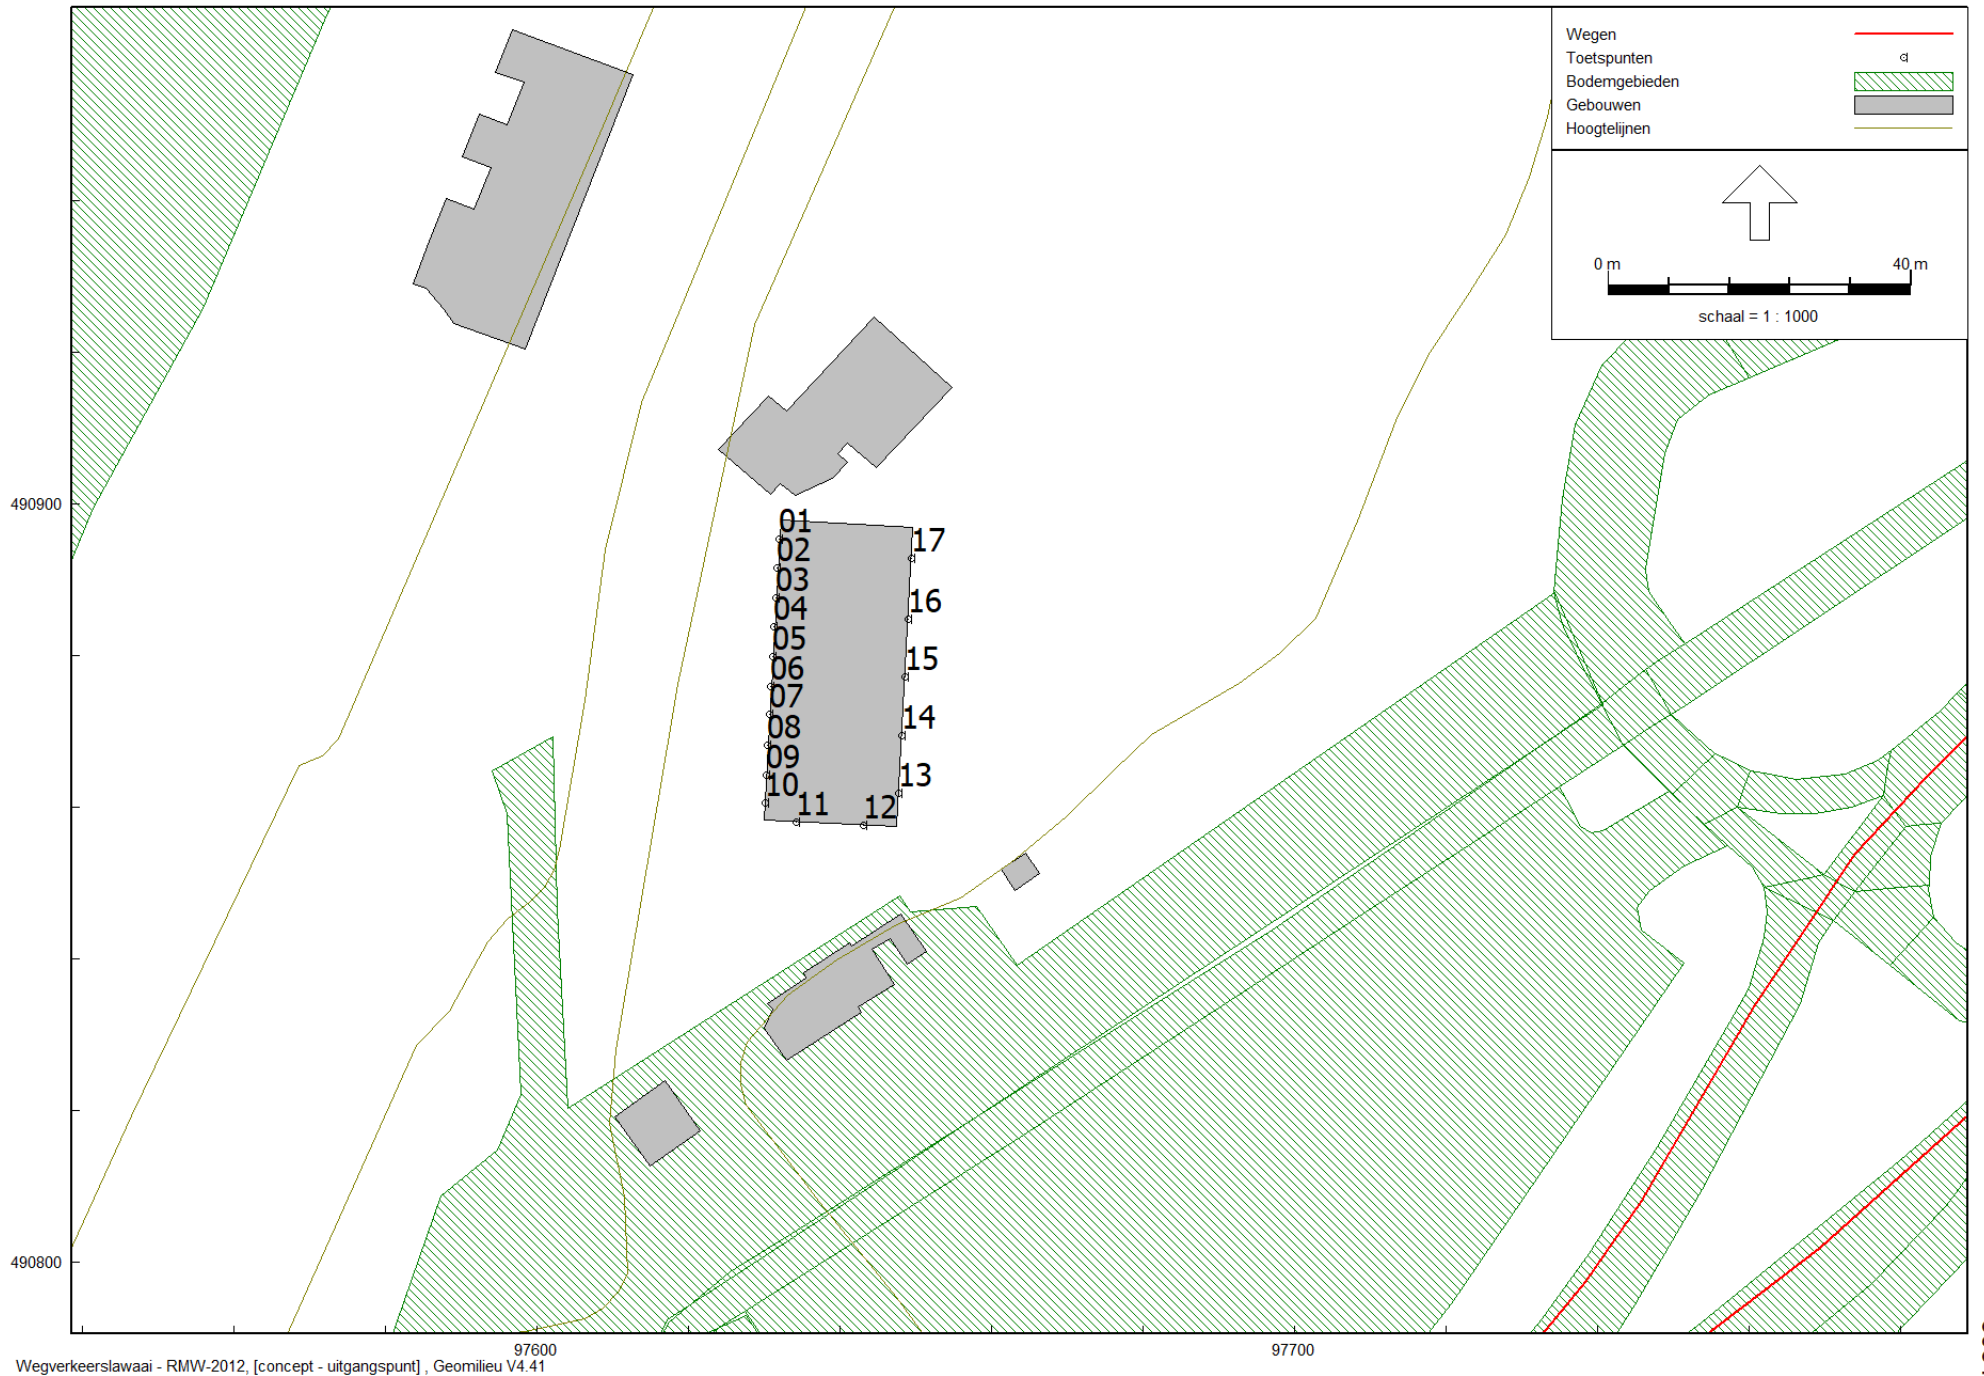 Wegen
Toetspunten
Bodemgebieden
Gebouwen
Hoogtelijnen
0 m 40 m
schaal = 1 : 1000
490900
01
02
03
04
05
06
07
08
09
10
11
12
13
14
15
16
17
490800
97600
97700
Wegverkeerslawaai - RMW-2012, [concept - uitgangspunt] , Geomilieu V4.41